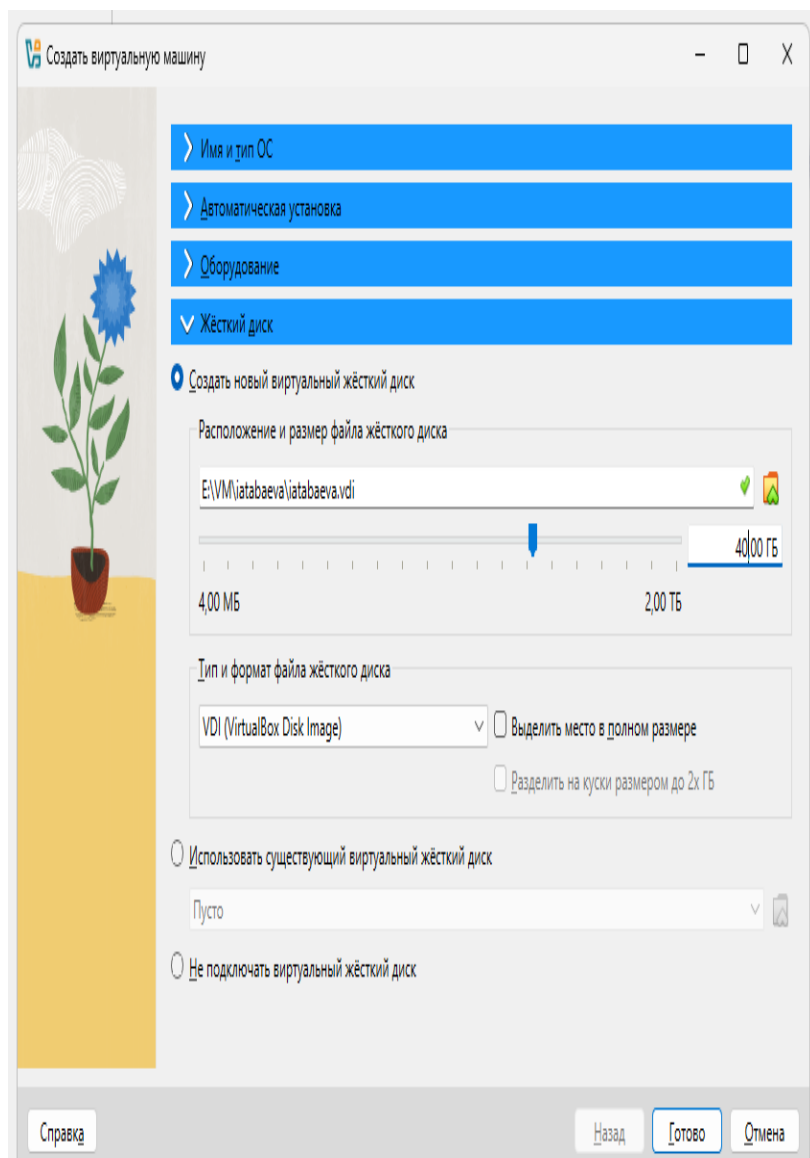 Создать виртуальную машину
Имя и тип ОС
Автоматическая установка
Оборудование
Жёсткий диск
Создать новый виртуальный жёсткий диск
Расположение и размер файла жёсткого диска
E:\VM\iatabaeva\iatabaeva.vdi
40,00 ГБ
4,00 МБ 2,00 ТБ
Тип и формат файла жёсткого диска
VDI (VirtualBox Disk Image) Выделить место в полном размере
Разделить на куски размером до 2х ГБ
Использовать существующий виртуальный жёсткий диск
Пусто
Не подключать виртуальный жёсткий диск
Справка Назад Готово Отмена